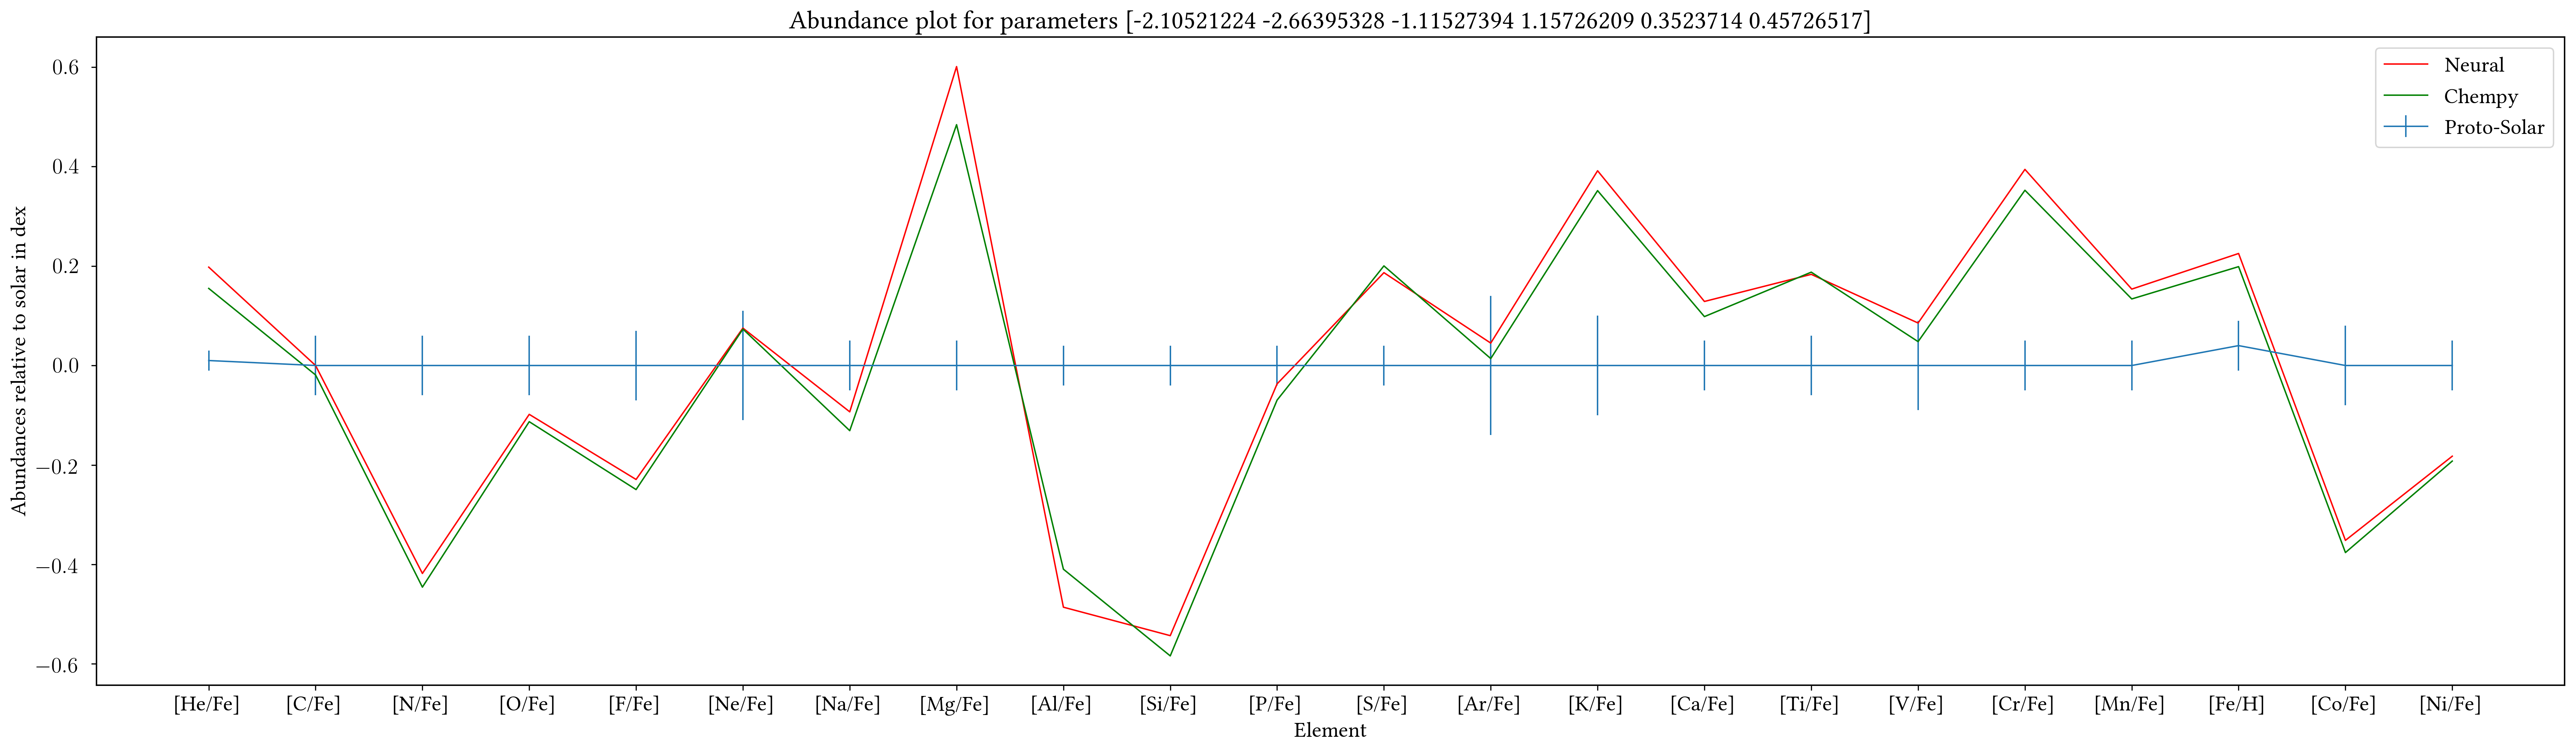 Abundance plot for parameters [-2.10521224 -2.66395328 -1.11527394 1.15726209 0.3523714 0.45726517]
Neural
Chempy
Proto-Solar
Abundances relative to solar in dex
0.6
0.4
0.2
0.0
−0.2
−0.4
−0.6
[He/Fe] [C/Fe] [N/Fe] [O/Fe] [F/Fe] [Ne/Fe] [Na/Fe] [Mg/Fe] [Al/Fe] [Si/Fe] [P/Fe] [S/Fe] [Ar/Fe] [K/Fe] [Ca/Fe] [Ti/Fe] [V/Fe] [Cr/Fe] [Mn/Fe] [Fe/H] [Co/Fe] [Ni/Fe]
Element